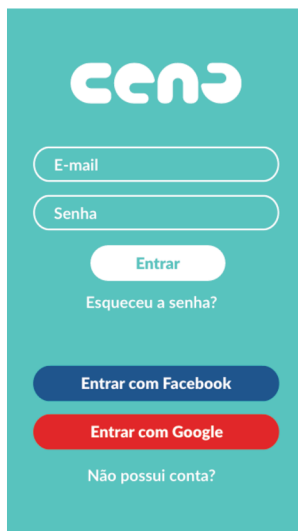 cena
E-mail
Senha
Entrar
Esqueceu a senha?
Entrar com Facebook
Entrar com Google
Não possui conta?